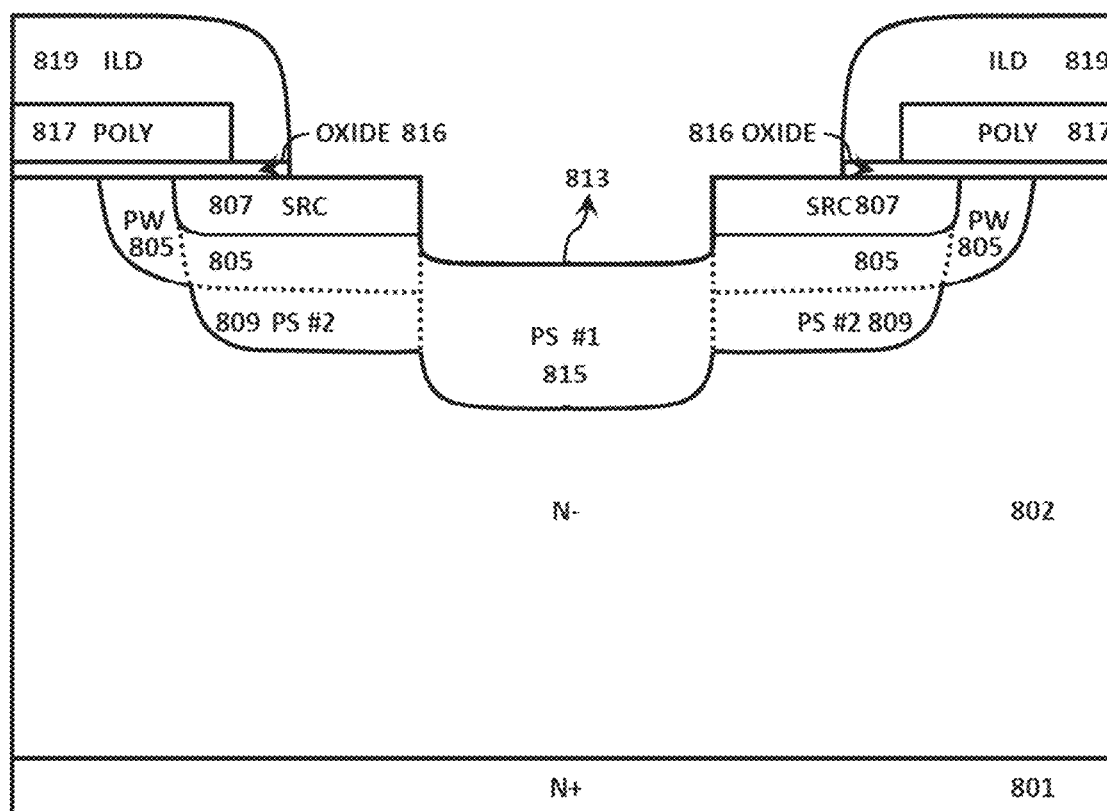 819 ILD
ILD 819
817 POLY
OXIDE 816
816 OXIDE
POLY 817
813
PW
805
807 SRC
SRC 807
PW
805
805
805
809 PS #2
PS #1
815
PS #2 809
N-
802
N+
801